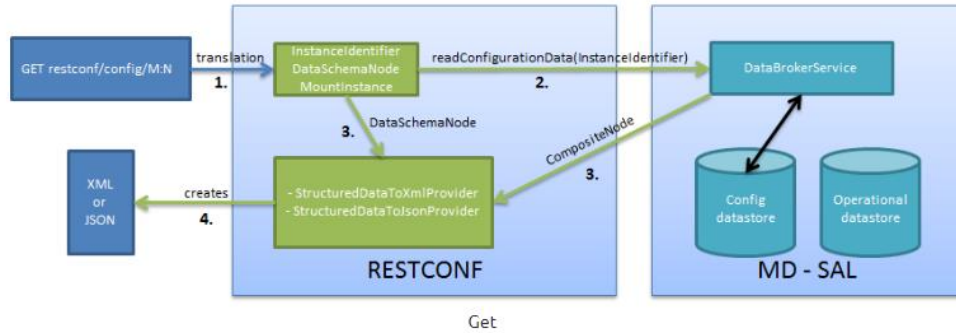 GET restconf/config/M:N
translation
1.
InstanceIdentifier
DataSchemaNode
MountInstance
readConfigurationData(InstanceIdentifier)
2.
DataBrokerService
3.
DataSchemaNode
CompositeNode
3.
XML
or
JSON
creates
4.
- StructuredDataToXmlProvider
- StructuredDataToJsonProvider
Config
datastore
Operational
datastore
RESTCONF
MD - SAL
Get